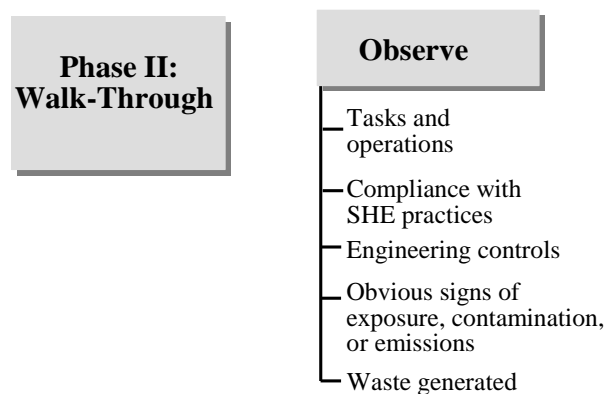 Phase II:
Walk-Through
Observe
Tasks and
operations
Compliance with
SHE practices
Engineering controls
Obvious signs of
exposure, contamination,
or emissions
Waste generated